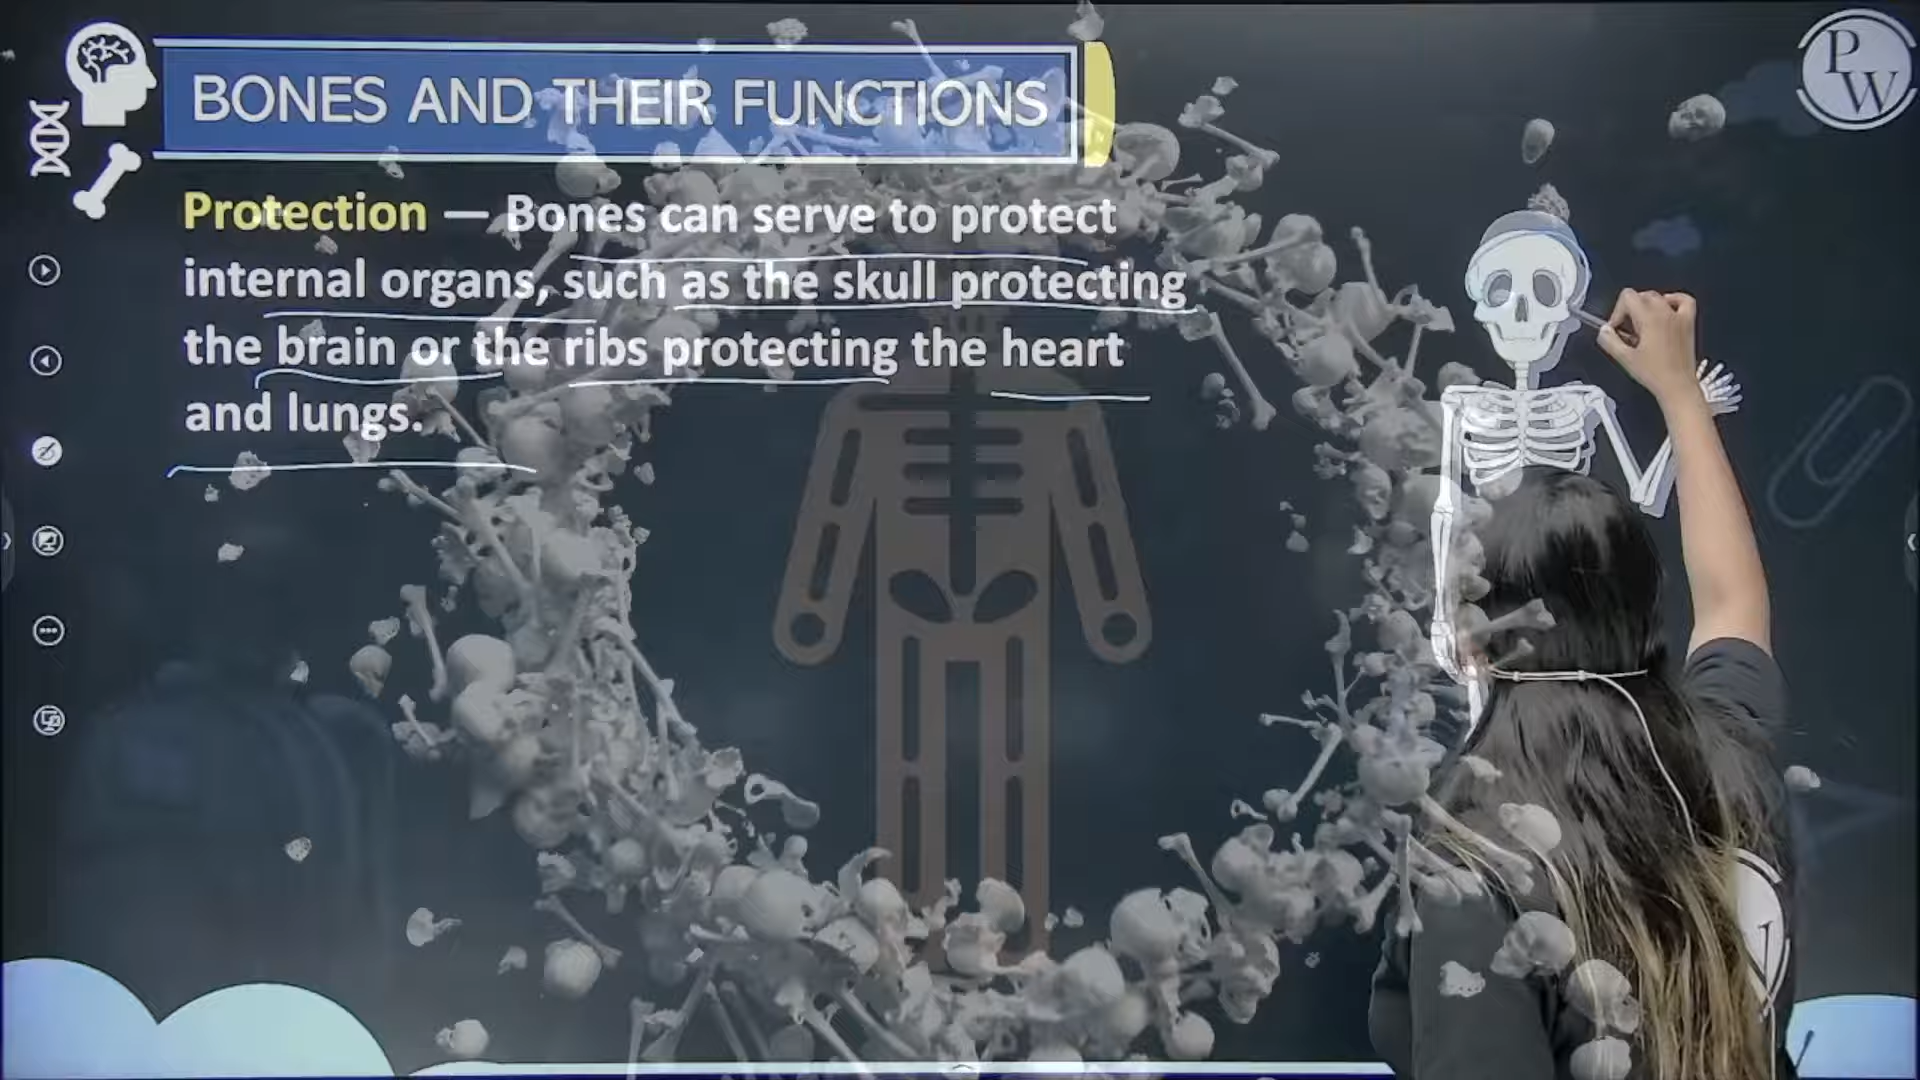 BONES AND THEIR FUNCTIONS
PW
Protection — Bones can serve to protect
internal organs, such as the skull protecting
the brain or the ribs protecting the heart
and lungs.